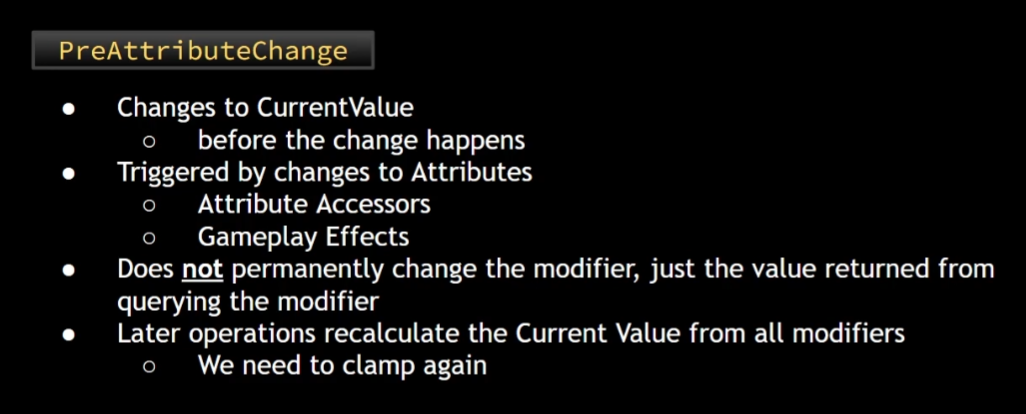 PreAttributeChange
● Changes to CurrentValue
○ before the change happens
● Triggered by changes to Attributes
○ Attribute Accessors
○ Gameplay Effects
● Does not permanently change the modifier, just the value returned from
querying the modifier
● Later operations recalculate the Current Value from all modifiers
○ We need to clamp again